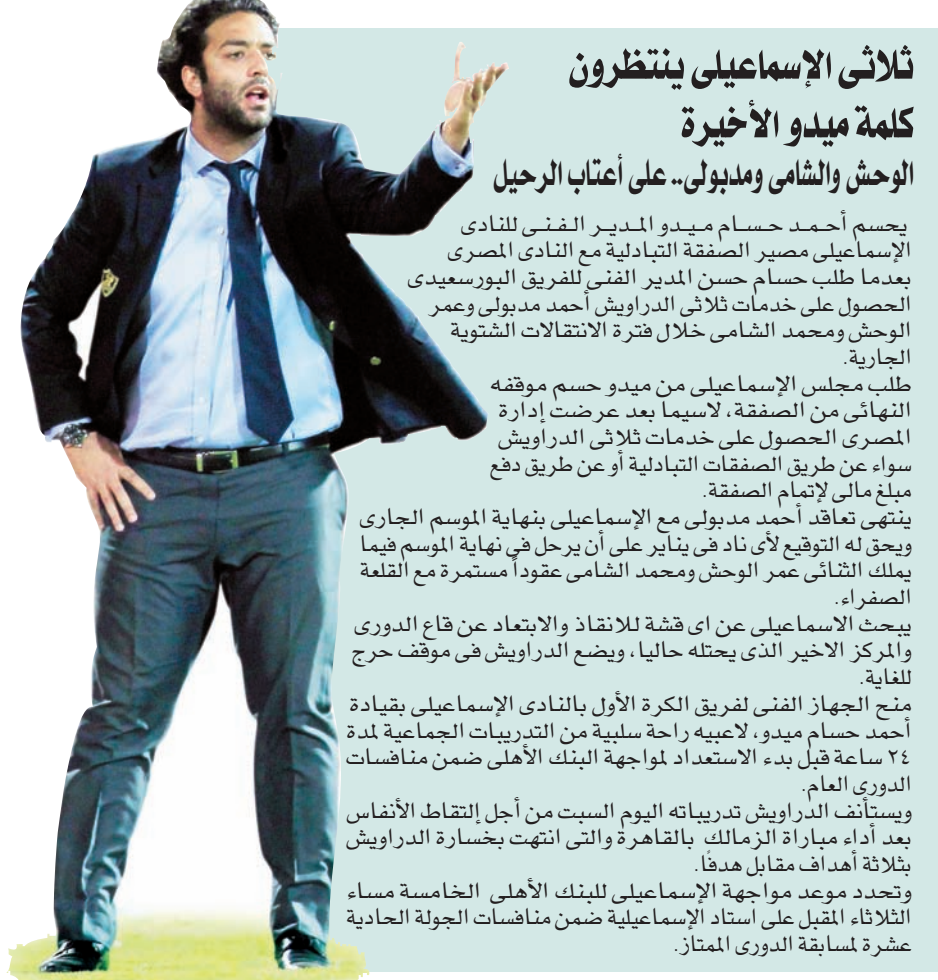 ثلاثى الإسماعيلى ينتظرون
كلمة ميدو الأخيرة
الوحش والشامى ومدبولى.. على أعتاب الرحيل
يحسم أحمد حسام ميدو المدير الفنى للنادى
الإسماعيلى مصير الصفقة التبادلية مع النادى المصرى
بعدما طلب حسام حسن المدير الفنى للفريق البورسعيدى
الحصول على خدمات ثلاثى الدراويش أحمد مدبولى وعمر
الوحش ومحمد الشامى خلال فترة الانتقالات الشتوية
الجارية.
طلب مجلس الإسماعيلى من ميدو حسم موقفه
النهائى من الصفقة، لاسيما بعد عرضت إدارة
المصرى الحصول على خدمات ثلاثى الدراويش
سواء عن طريق الصفقات التبادلية أو عن طريق دفع
مبلغ مالى لإتمام الصفقة.
ينتهى تعاقد أحمد مدبولى مع الإسماعيلى بنهاية الموسم الجارى
ويحق له التوقيع لأى ناد فى يناير على أن يرحل فى نهاية الموسم فيما
يملك الثنائى عمر الوحش ومحمد الشامى عقوداً مستمرة مع القلعة
الصفراء.
يبحث الاسماعيلى عن اى قشة للانقاذ والابتعاد عن قاع الدورى
والمركز الاخير الذى يحتله حاليا، ويضع الدراويش فى موقف حرج
للغاية.
منح الجهاز الفنى لفريق الكرة الأول بالنادى الإسماعيلى بقيادة
أحمد حسام ميدو، لاعبيه راحة سلبية من التدريبات الجماعية لمدة
٢٤ ساعة قبل بدء الاستعداد لمواجهة البنك الأهلى ضمن منافسات
الدورى العام.
ويستأنف الدراويش تدريباته اليوم السبت من أجل إلتقاط الأنفاس
بعد أداء مباراة الزمالك بالقاهرة والتى انتهت بخسارة الدراويش
بثلاثة أهداف مقابل هدفًا.
وتحدد موعد مواجهة الإسماعيلى للبنك الأهلى الخامسة مساء
الثلاثاء المقبل على استاد الإسماعيلية ضمن منافسات الجولة الحادية
عشرة لمسابقة الدورى الممتاز.